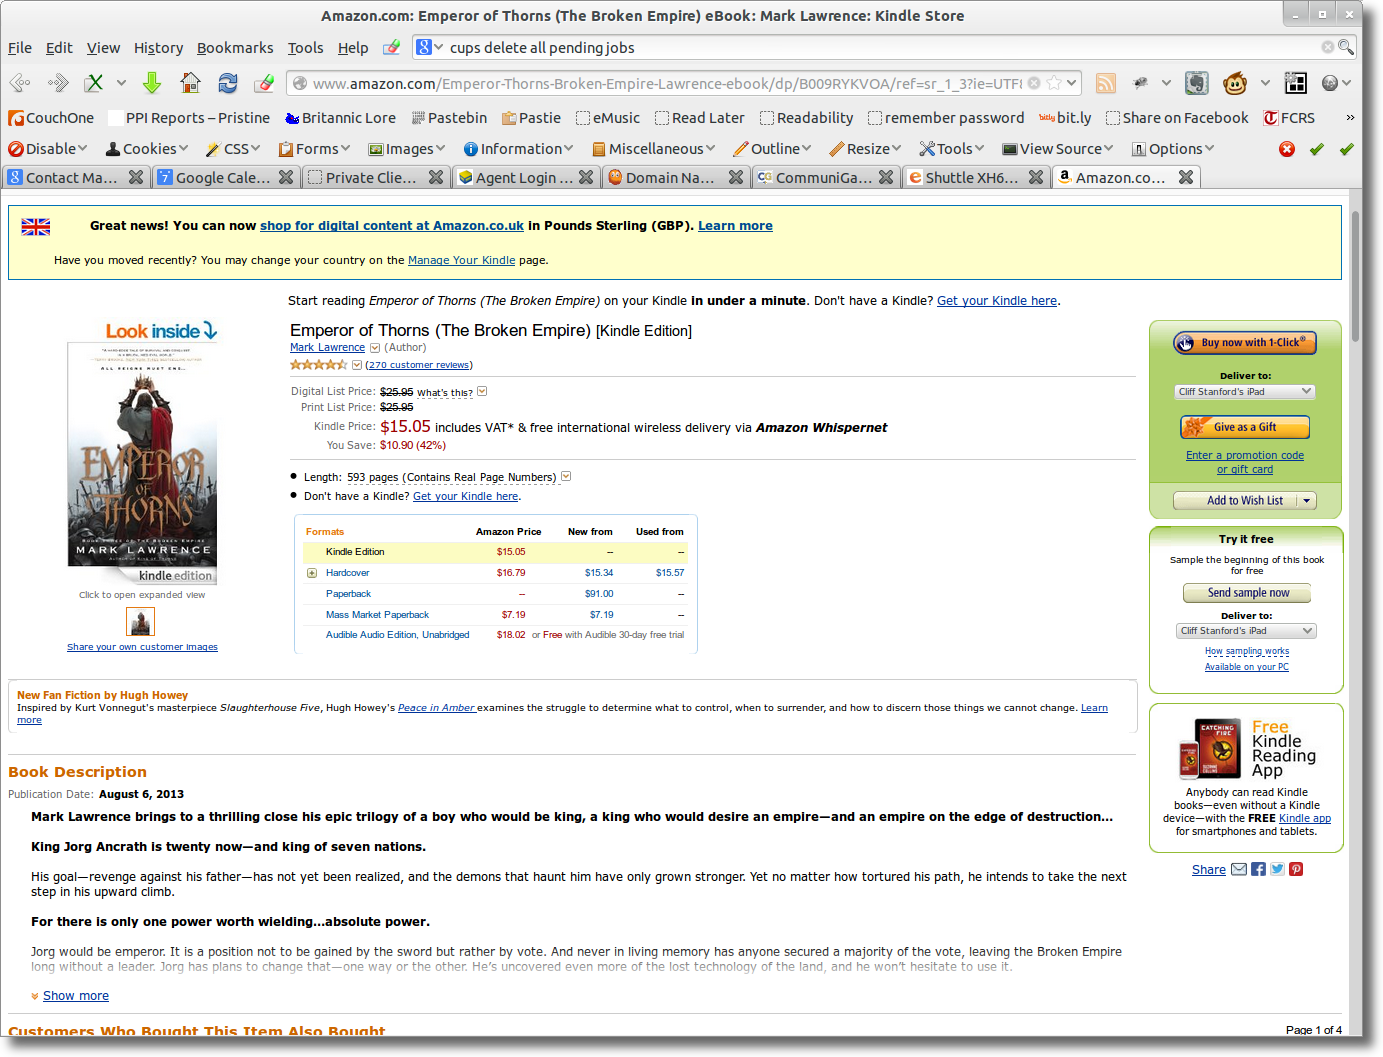 Amazon.com: Emperor of Thorns (The Broken Empire) eBook: Mark Lawrence: Kindle Store
File Edit View History Bookmarks Tools Help cups delete all pending jobs
www.amazon.com/Emperor-Thorns-Broken-Empire-Lawrence-ebook/dp/B009RYKVOA/ref=sr_1_3?ie=UTF
CouchOne PPI Reports – Pristine Britannic Lore Pastebin Pastie eMusic Read Later Readability remember password bit.ly Share on Facebook FCRS »
Disable Cookies CSS Forms Images Information Miscellaneous Outline Resize Tools View Source Options
Contact Ma... Google Cale... Private Clie... Agent Login ... Domain Na... CommuniGa... Shuttle XH6... Amazon.co...
Great news! You can now shop for digital content at Amazon.co.uk in Pounds Sterling (GBP). Learn more
Have you moved recently? You may change your country on the Manage Your Kindle page.
Start reading Emperor of Thorns (The Broken Empire) on your Kindle in under a minute. Don't have a Kindle? Get your Kindle here.
Look inside
ALL REIGNS MUST END...
EMPEROR
OF
THORNS
MARK LAWRENCE
kindle edition
Click to open expanded view
Share your own customer images
Emperor of Thorns (The Broken Empire) [Kindle Edition]
Mark Lawrence (Author)
(270 customer reviews)
Digital List Price: $25.95 What's this?
Print List Price: $25.95
Kindle Price: $15.05 includes VAT* & free international wireless delivery via Amazon Whispernet
You Save: $10.90 (42%)
Length: 593 pages (Contains Real Page Numbers)
Don't have a Kindle? Get your Kindle here.
Formats Amazon Price New from Used from
Kindle Edition $15.05 -- --
Hardcover $16.79 $15.34 $15.57
Paperback -- $91.00 --
Mass Market Paperback $7.19 $7.19 --
Audible Audio Edition, Unabridged $18.02 or Free with Audible 30-day free trial
Buy now with 1-Click®
Deliver to:
Cliff Stanford's iPad
Give as a Gift
Enter a promotion code
or gift card
Add to Wish List
Try it free
Sample the beginning of this book
for free
Send sample now
Deliver to:
Cliff Stanford's iPad
How sampling works
Available on your PC
CATCHING
FIRE
Free
Kindle
Reading
App
Anybody can read Kindle
books—even without a Kindle
device—with the FREE Kindle app
for smartphones and tablets.
Share
New Fan Fiction by Hugh Howey
Inspired by Kurt Vonnegut's masterpiece Slaughterhouse Five, Hugh Howey's Peace in Amber examines the struggle to determine what to control, when to surrender, and how to discern those things we cannot change. Learn
more
Book Description
Publication Date: August 6, 2013
Mark Lawrence brings to a thrilling close his epic trilogy of a boy who would be king, a king who would desire an empire—and an empire on the edge of destruction...
King Jorg Ancrath is twenty now—and king of seven nations.
His goal—revenge against his father—has not yet been realized, and the demons that haunt him have only grown stronger. Yet no matter how tortured his path, he intends to take the next
step in his upward climb.
For there is only one power worth wielding...absolute power.
Jorg would be emperor. It is a position not to be gained by the sword but rather by vote. And never in living memory has anyone secured a majority of the vote, leaving the Broken Empire
long without a leader. Jorg has plans to change that—one way or the other. He's uncovered even more of the lost technology of the land, and he won't hesitate to use it.
Show more
Customers Who Bought This Item Also Bought
Page 1 of 4